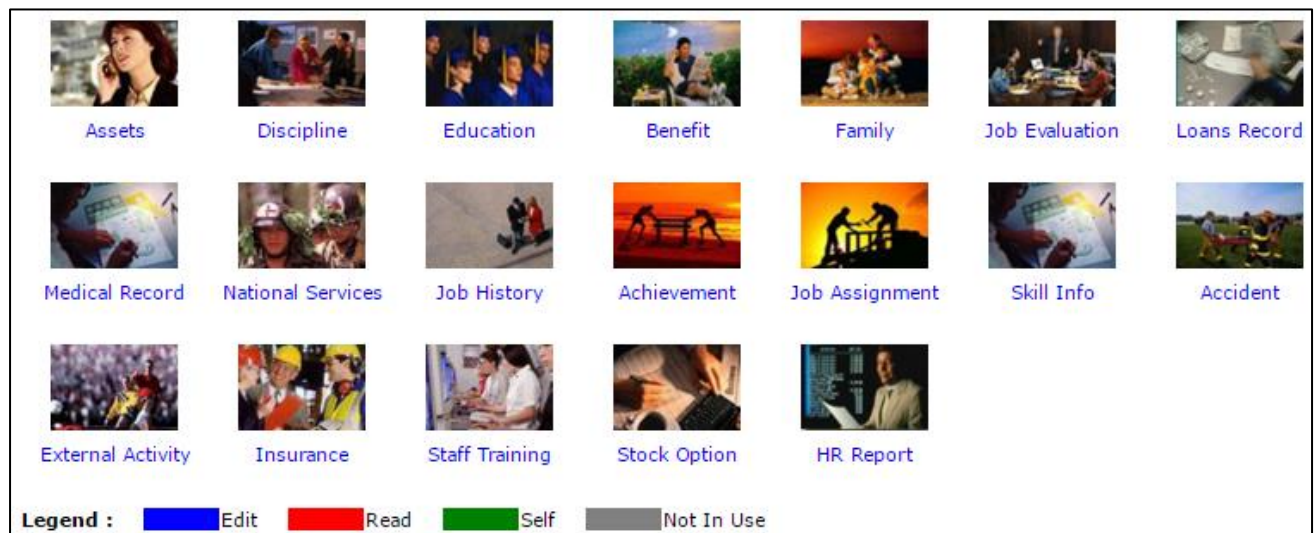 Assets Discipline Education Benefit Family Job Evaluation Loans Record
Medical Record National Services Job History Achievement Job Assignment Skill Info Accident
External Activity Insurance Staff Training Stock Option HR Report
Legend : Edit Read Self Not In Use